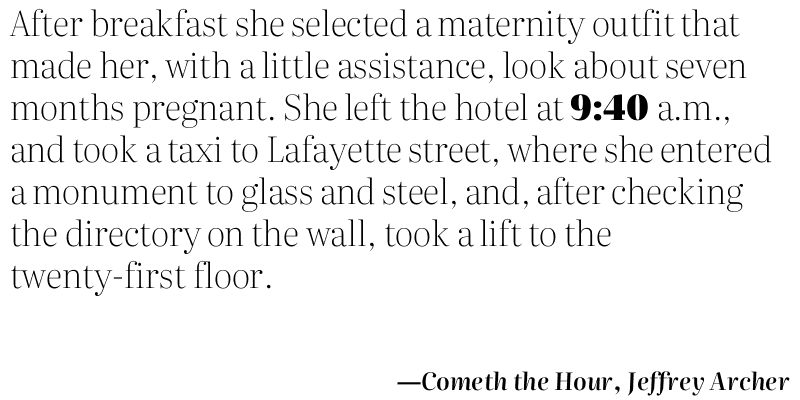 After breakfast she selected a maternity outfit that
made her, with a little assistance, look about seven
months pregnant. She left the hotel at 9:40 a.m.,
and took a taxi to Lafayette street, where she entered
a monument to glass and steel, and, after checking
the directory on the wall, took a lift to the
twenty-first floor.
—Cometh the Hour, Jeffrey Archer